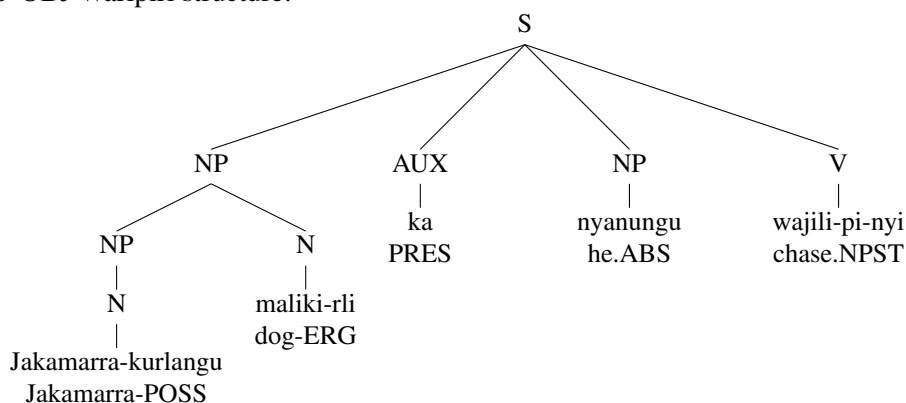 S
NP AUX NP V
ka nyanungu wajili-pi-nyi
PRES he.ABS chase.NPST
NP N
N maliki-rli
dog-ERG
Jakamarra-kurlangu
Jakamarra-POSS